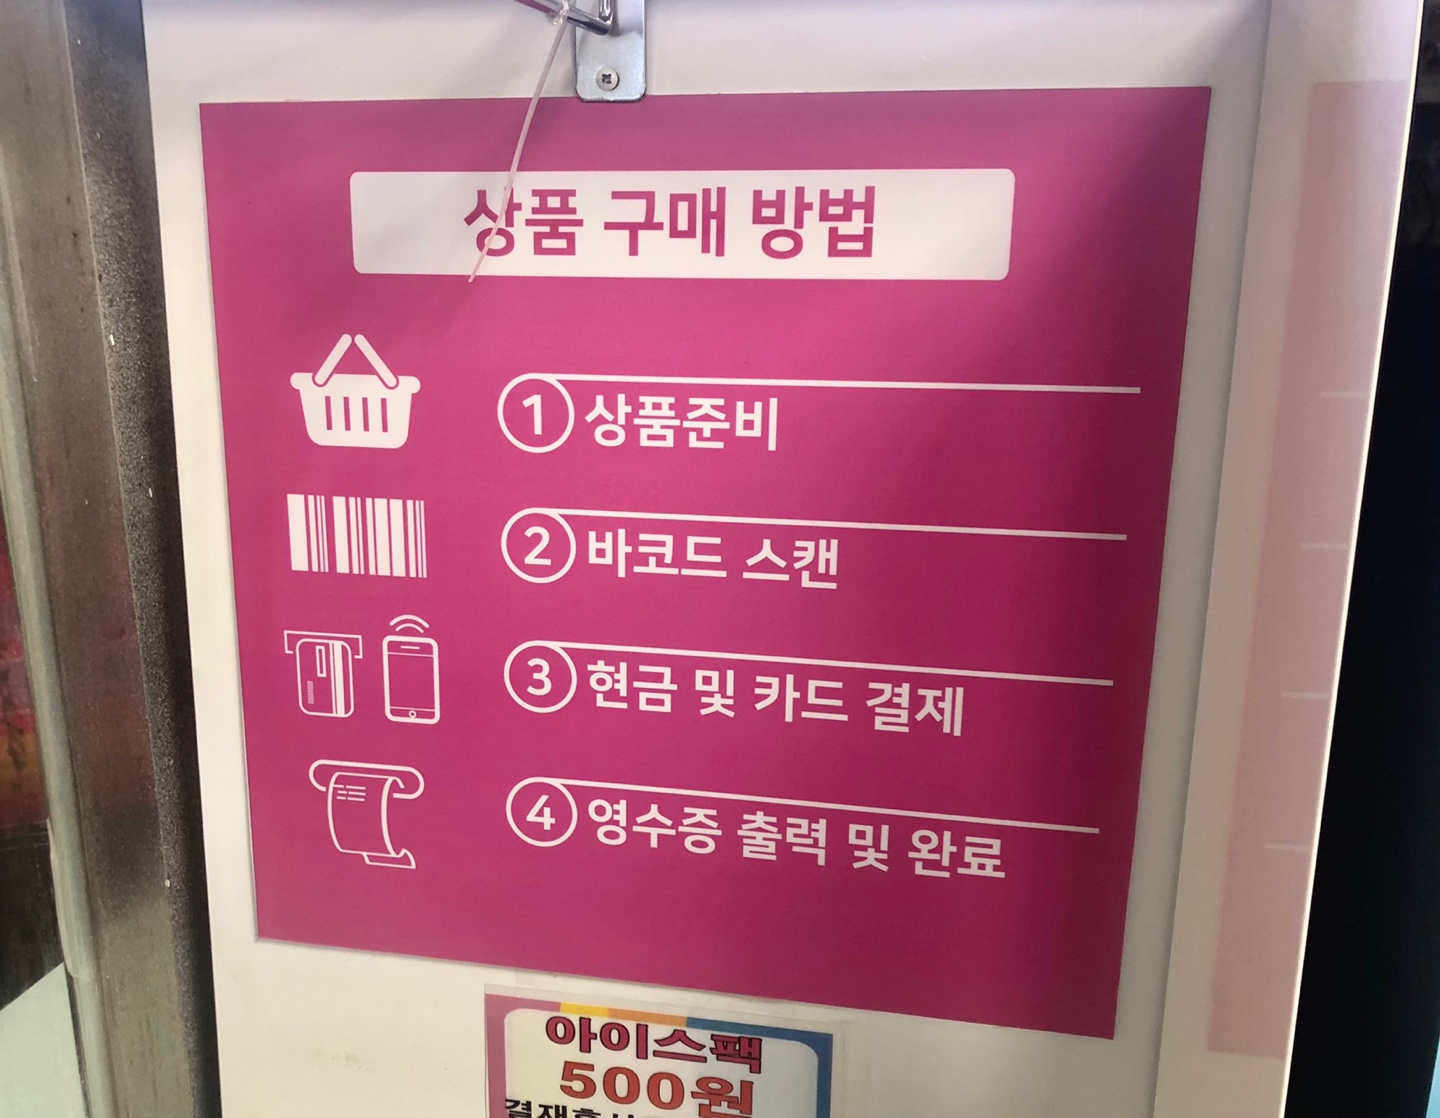 상품 구매 방법
1 상품준비
2 바코드 스캔
3 현금 및 카드 결제
4 영수증 출력 및 완료
아이스팩
500원